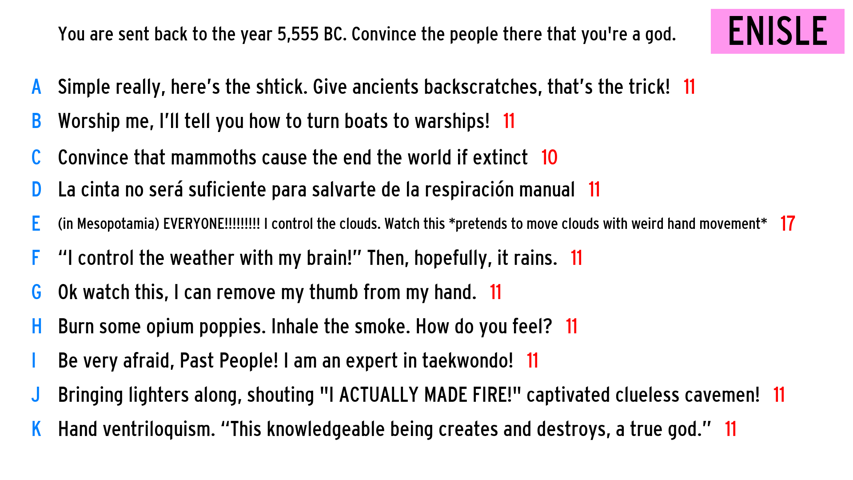 You are sent back to the year 5,555 BC. Convince the people there that you're a god.
ENISLE
A Simple really, here's the shtick. Give ancients backscratches, that's the trick! 11
B Worship me, I'll tell you how to turn boats to warships! 11
C Convince that mammoths cause the end the world if extinct 10
D La cinta no será suficiente para salvarte de la respiración manual 11
E (in Mesopotamia) EVERYONE!!!!!!!!! I control the clouds. Watch this *pretends to move clouds with weird hand movement* 17
F “I control the weather with my brain!” Then, hopefully, it rains. 11
G Ok watch this, I can remove my thumb from my hand. 11
H Burn some opium poppies. Inhale the smoke. How do you feel? 11
I Be very afraid, Past People! I am an expert in taekwondo! 11
J Bringing lighters along, shouting "I ACTUALLY MADE FIRE!" captivated clueless cavemen! 11
K Hand ventriloquism. “This knowledgeable being creates and destroys, a true god.” 11